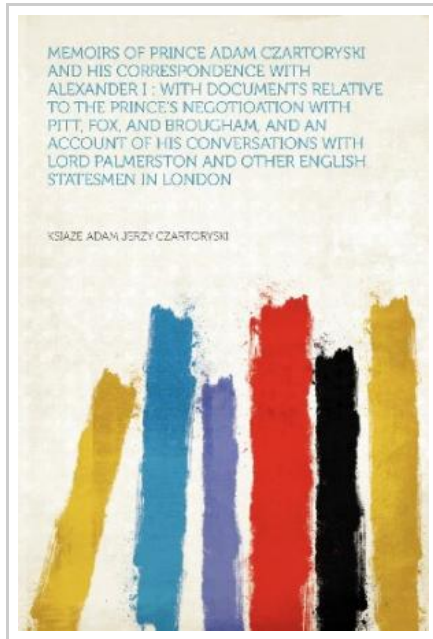 MEMOIRS OF PRINCE ADAM CZARTORYSKI
AND HIS CORRESPONDENCE WITH
ALEXANDER I : WITH DOCUMENTS RELATIVE
TO THE PRINCE'S NEGOTIOATION WITH
PITT, FOX, AND BROUGHAM, AND AN
ACCOUNT OF HIS CONVERSATIONS WITH
LORD PALMERSTON AND OTHER ENGLISH
STATESMEN IN LONDON
KSIAZE ADAM JERZY CZARTORYSKI